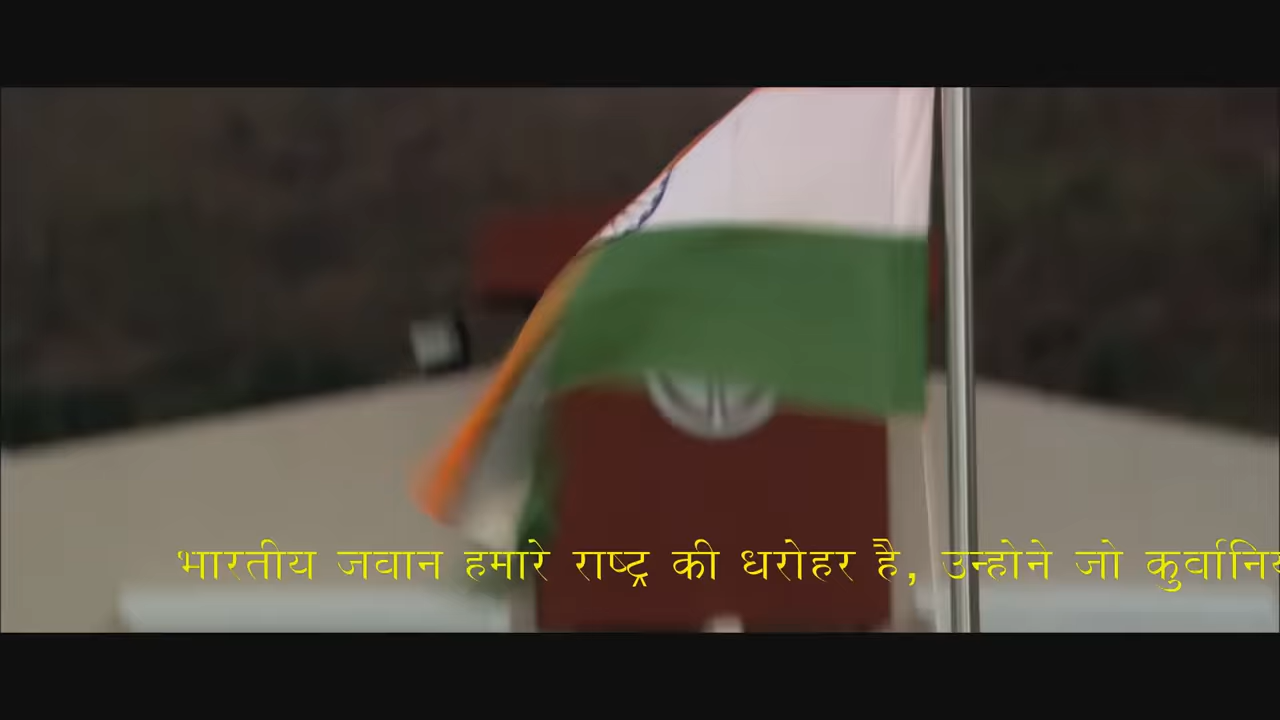 भारतीय जवान हमारे राष्ट्र की धरोहर है, उन्होने जो